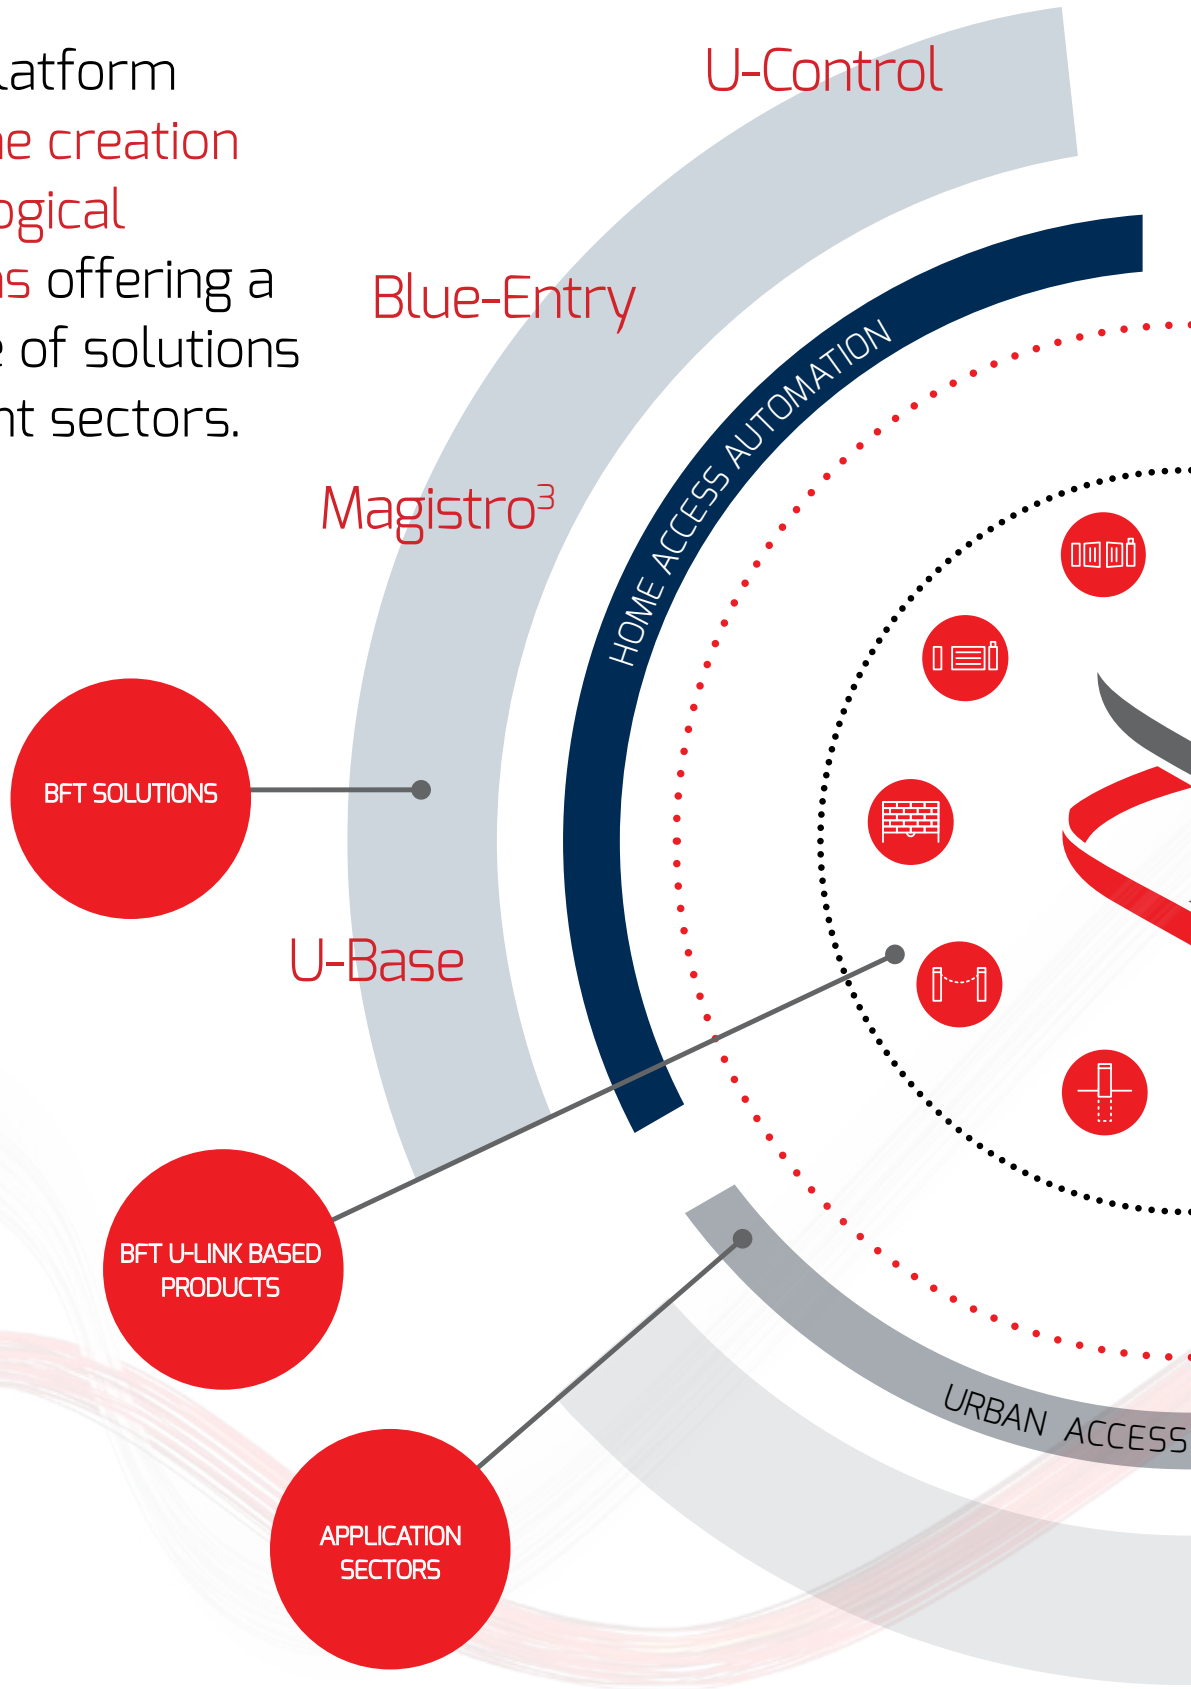 latform
e creation
ogical
s offering a
e of solutions
nt sectors.
U-Control
Blue-Entry
Magistro³
HOME ACCESS AUTOMATION
BFT SOLUTIONS
U-Base
BFT U-LINK BASED
PRODUCTS
URBAN ACCESS
APPLICATION
SECTORS